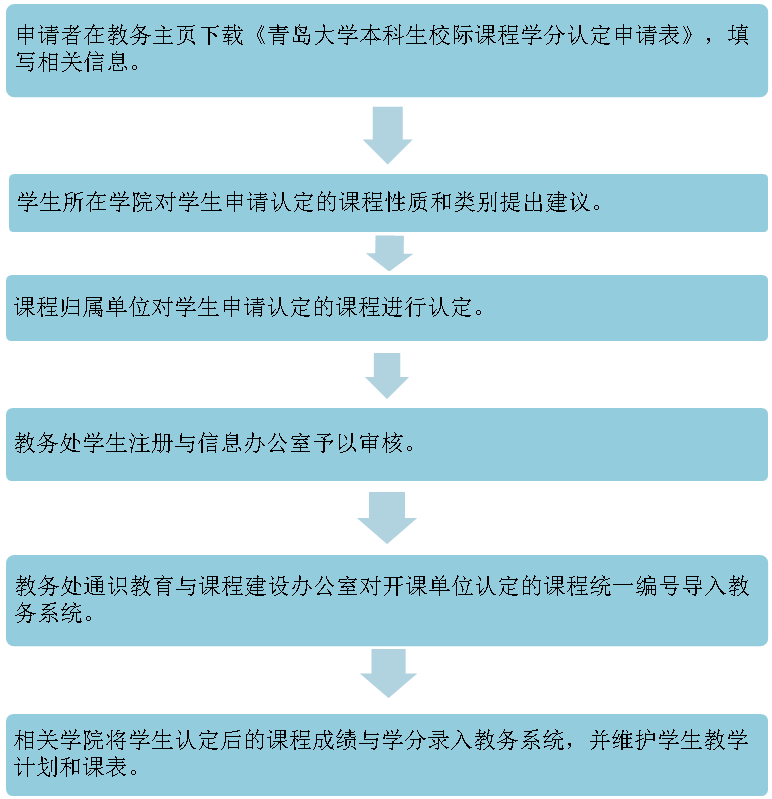 申请者在教务主页下载《青岛大学本科生校际课程学分认定申请表》，填
写相关信息。
学生所在学院对学生申请认定的课程性质和类别提出建议。
课程归属单位对学生申请认定的课程进行认定。
教务处学生注册与信息办公室予以审核。
教务处通识教育与课程建设办公室对开课单位认定的课程统一编号导入教
务系统。
相关学院将学生认定后的课程成绩与学分录入教务系统，并维护学生教学
计划和课表。